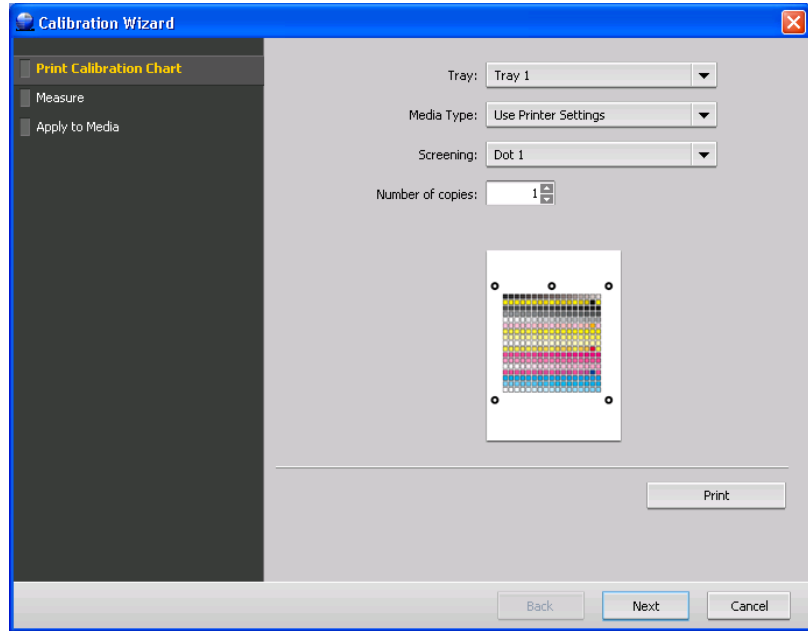 Calibration Wizard
Print Calibration Chart
Measure
Apply to Media
Tray: Tray 1
Media Type: Use Printer Settings
Screening: Dot 1
Number of copies: 1
Print
Back Next Cancel